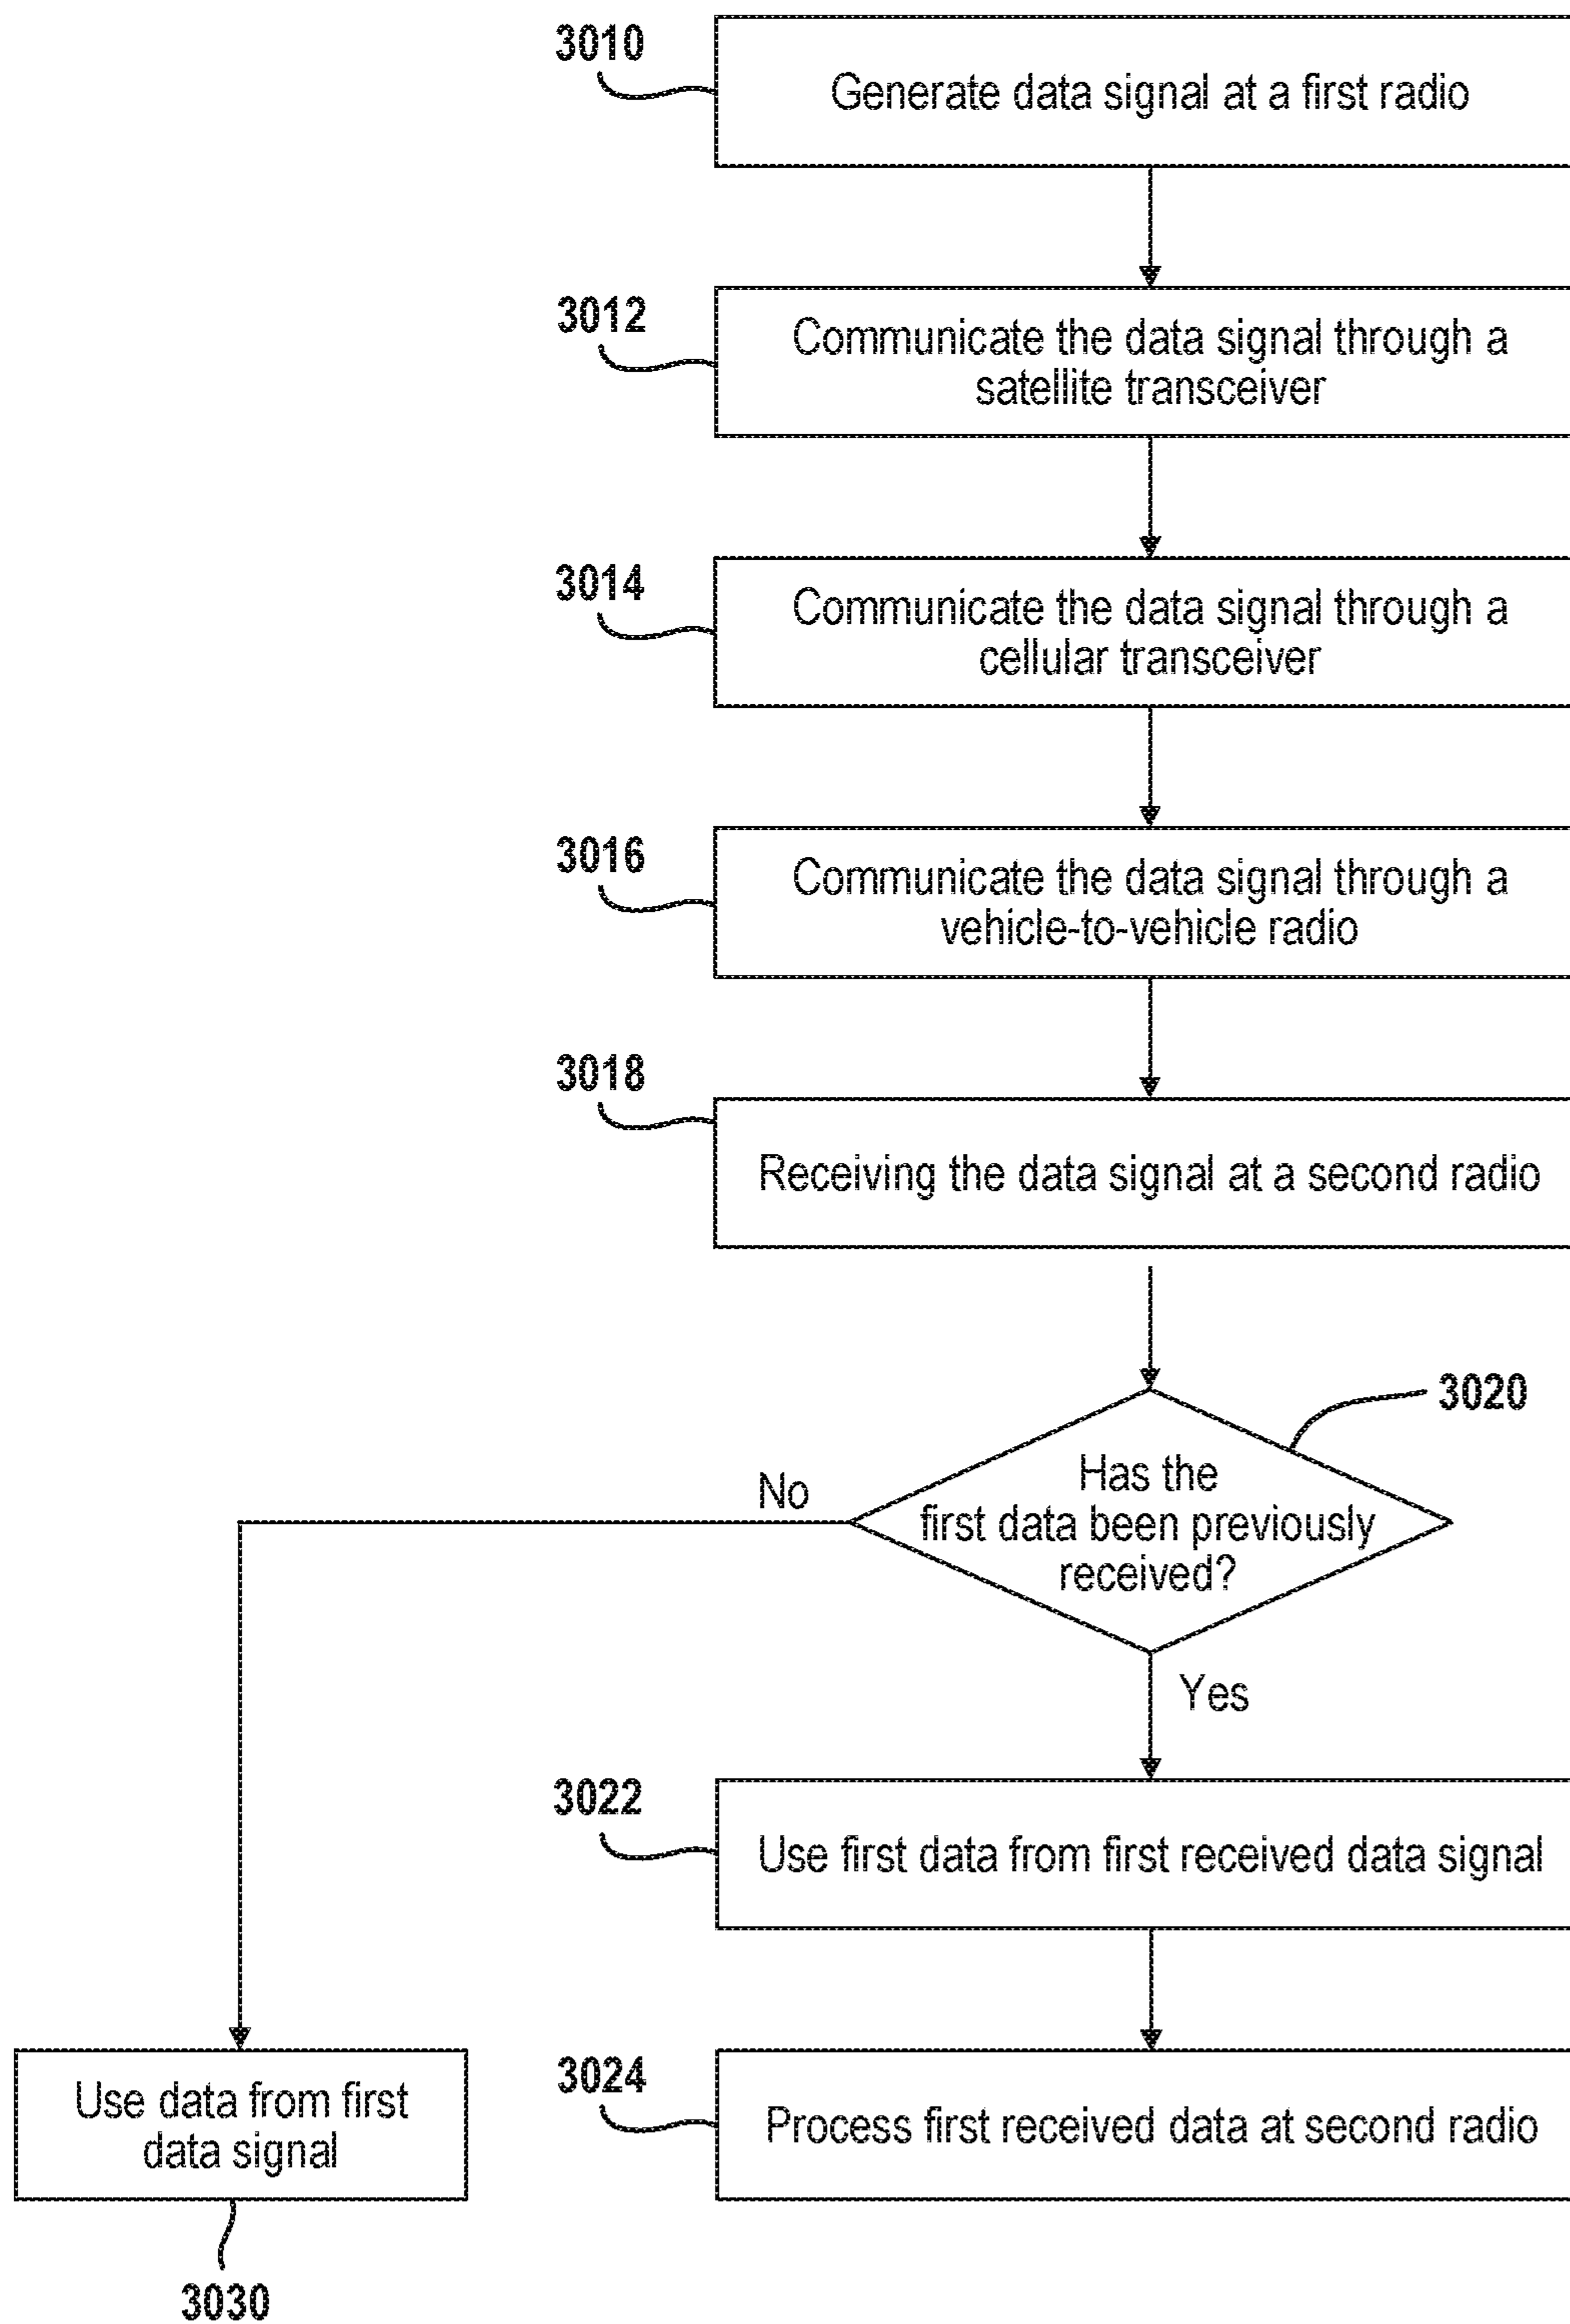 3010
Generate data signal at a first radio
3012
Communicate the data signal through a
satellite transceiver
3014
Communicate the data signal through a
cellular transceiver
3016
Communicate the data signal through a
vehicle-to-vehicle radio
3018
Receiving the data signal at a second radio
3020
Has the
first data been previously
received?
No
Yes
3022
Use first data from first received data signal
3024
Process first received data at second radio
Use data from first
data signal
3030